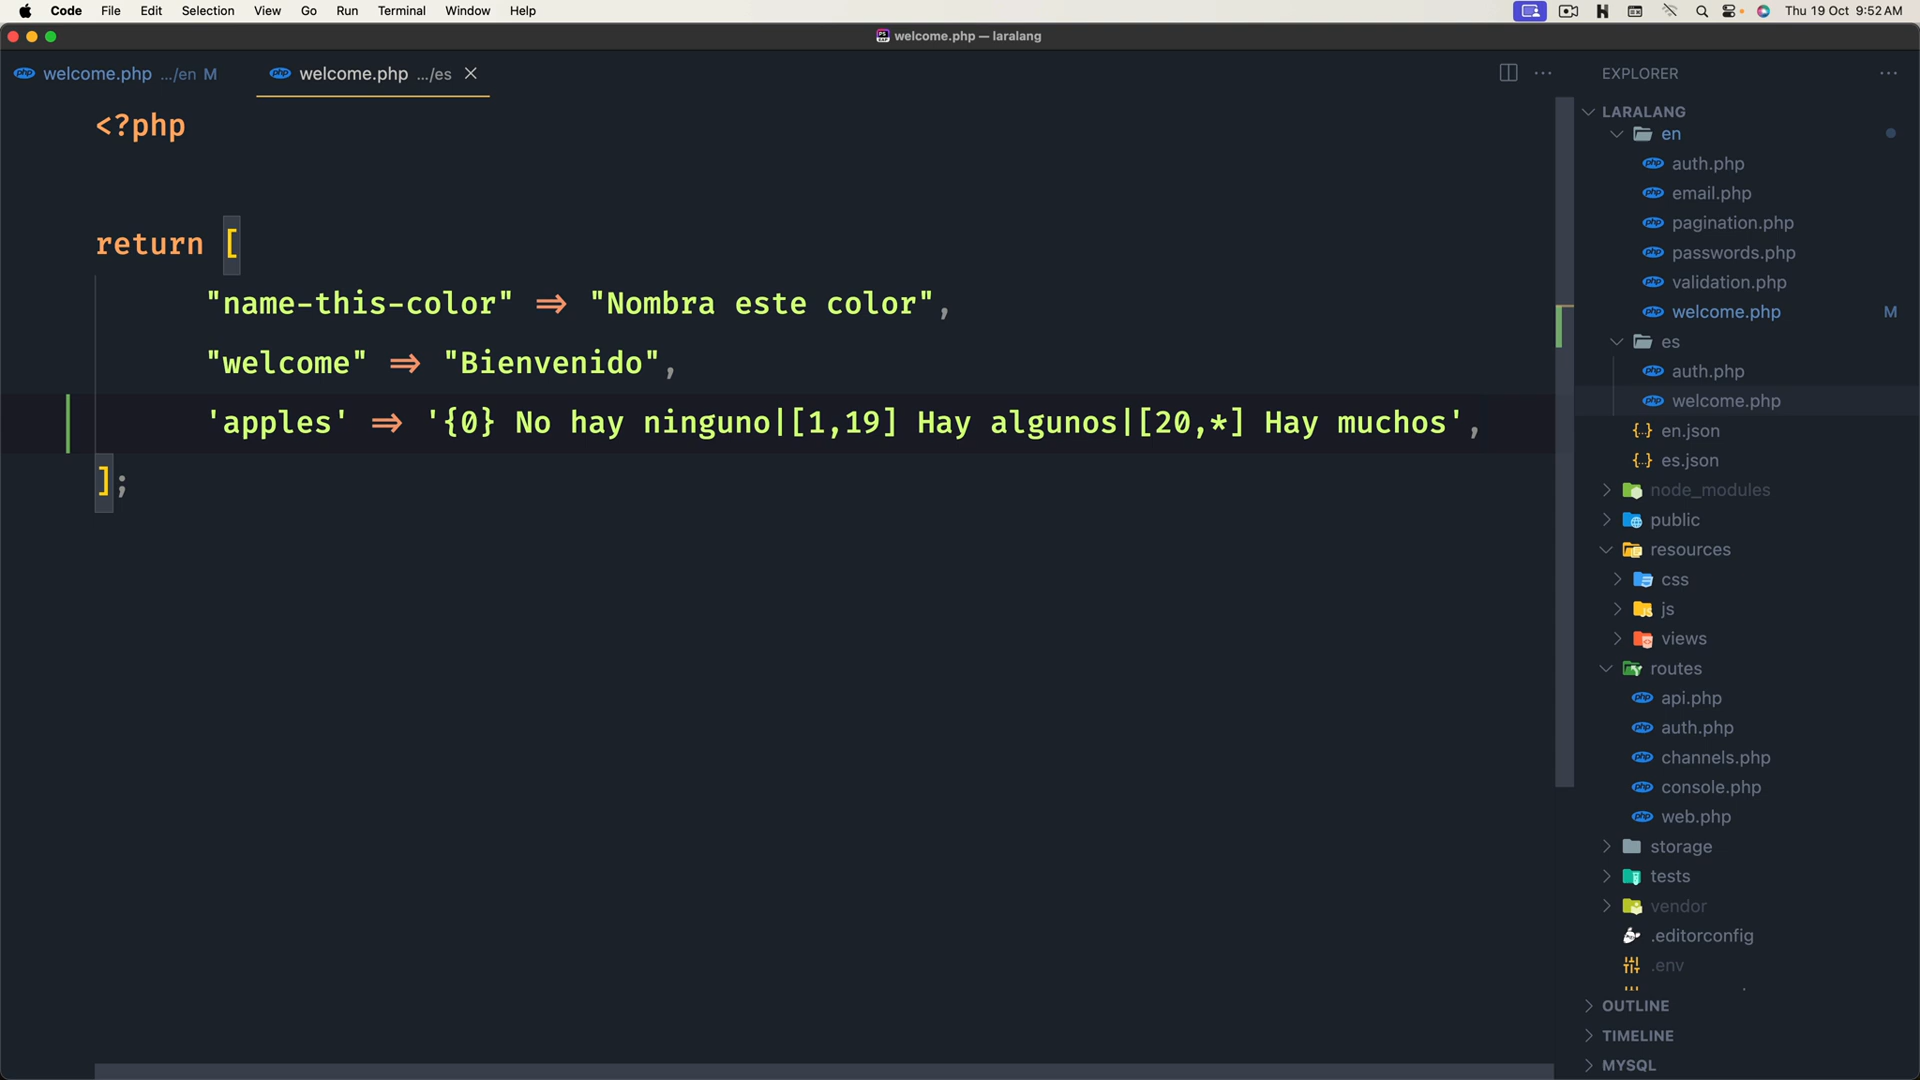 Code File Edit Selection View Go Run Terminal Window Help Thu 19 Oct 9:52 AM
welcome.php — laralang
welcome.php .../en M welcome.php .../es
<?php
return [
"name-this-color" => "Nombra este color",
"welcome" => "Bienvenido",
'apples' => '{0} No hay ninguno|[1,19] Hay algunos|[20,*] Hay muchos',
];
EXPLORER
LARALANG
en
auth.php
email.php
pagination.php
passwords.php
validation.php
welcome.php M
es
auth.php
welcome.php
en.json
es.json
node_modules
public
resources
css
js
views
routes
api.php
auth.php
channels.php
console.php
web.php
storage
tests
vendor
.editorconfig
.env
OUTLINE
TIMELINE
MYSQL